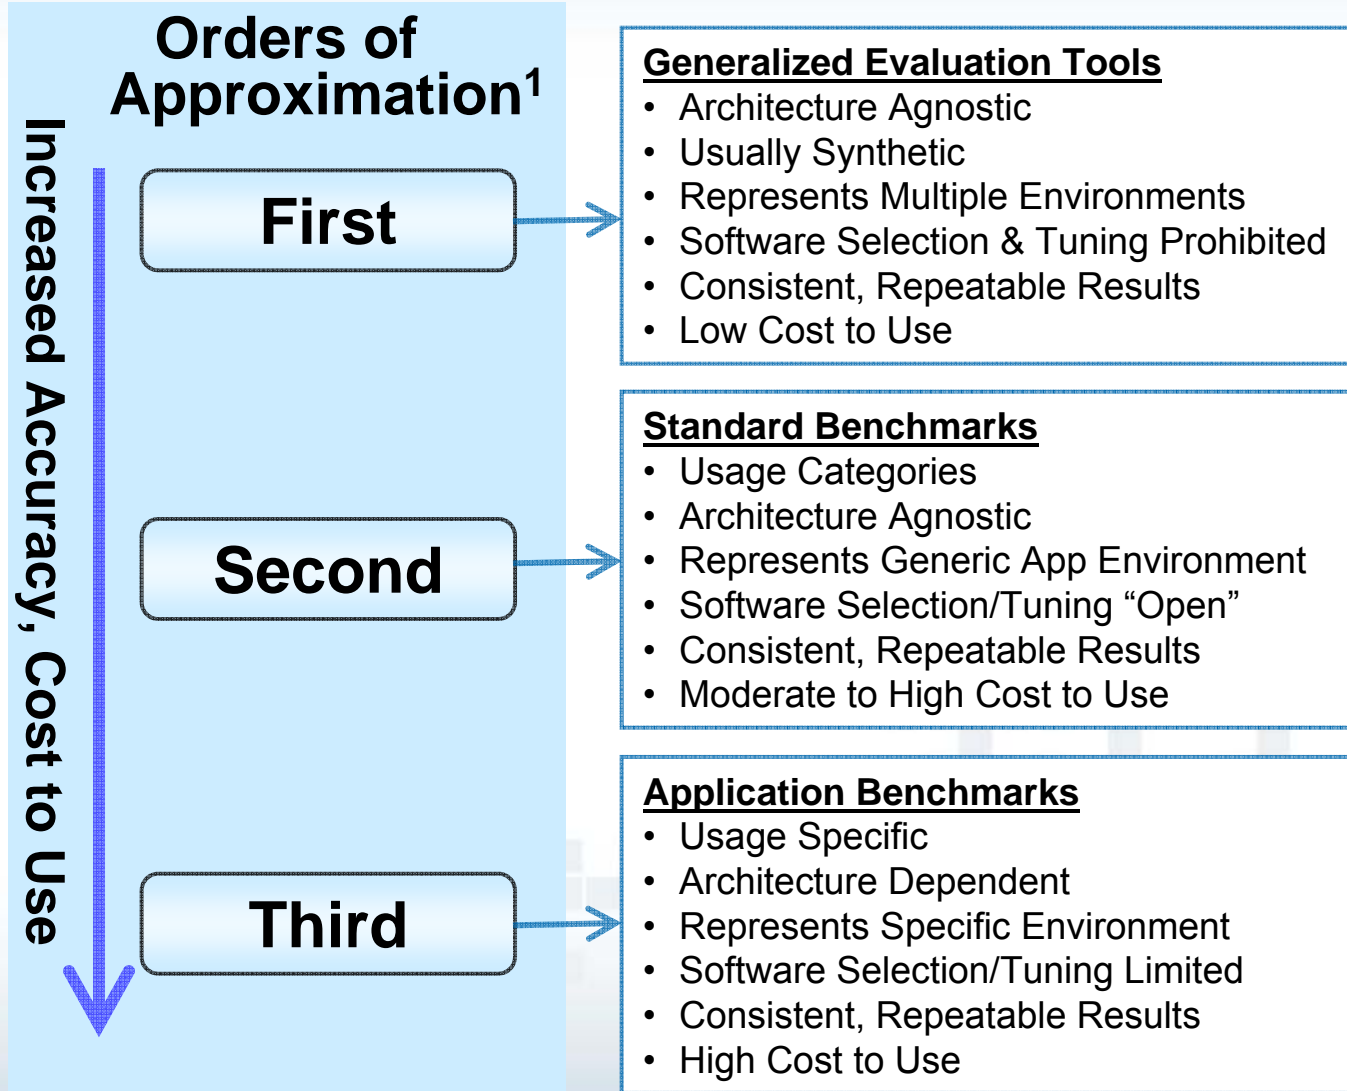 Orders of
Approximation¹
Increased Accuracy, Cost to Use
First
Generalized Evaluation Tools
• Architecture Agnostic
• Usually Synthetic
• Represents Multiple Environments
• Software Selection & Tuning Prohibited
• Consistent, Repeatable Results
• Low Cost to Use
Second
Standard Benchmarks
• Usage Categories
• Architecture Agnostic
• Represents Generic App Environment
• Software Selection/Tuning “Open”
• Consistent, Repeatable Results
• Moderate to High Cost to Use
Third
Application Benchmarks
• Usage Specific
• Architecture Dependent
• Represents Specific Environment
• Software Selection/Tuning Limited
• Consistent, Repeatable Results
• High Cost to Use